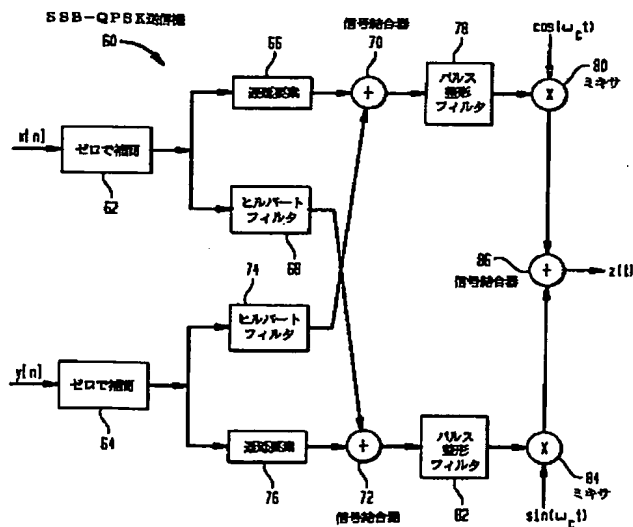 SSB-QPSK送信機
60
x[n]
ゼロで補間
62
66
遅延要素
ヒルバート
フィルタ
68
信号結合器
70
+
78
パルス
整形
フィルタ
cos(ω_c t)
x
80
ミキサ
86
信号結合器
+
z(t)
y[n]
ゼロで補間
64
74
ヒルバート
フィルタ
遅延要素
76
+
72
信号結合器
パルス
整形
フィルタ
82
x
84
ミキサ
sin(ω_c t)